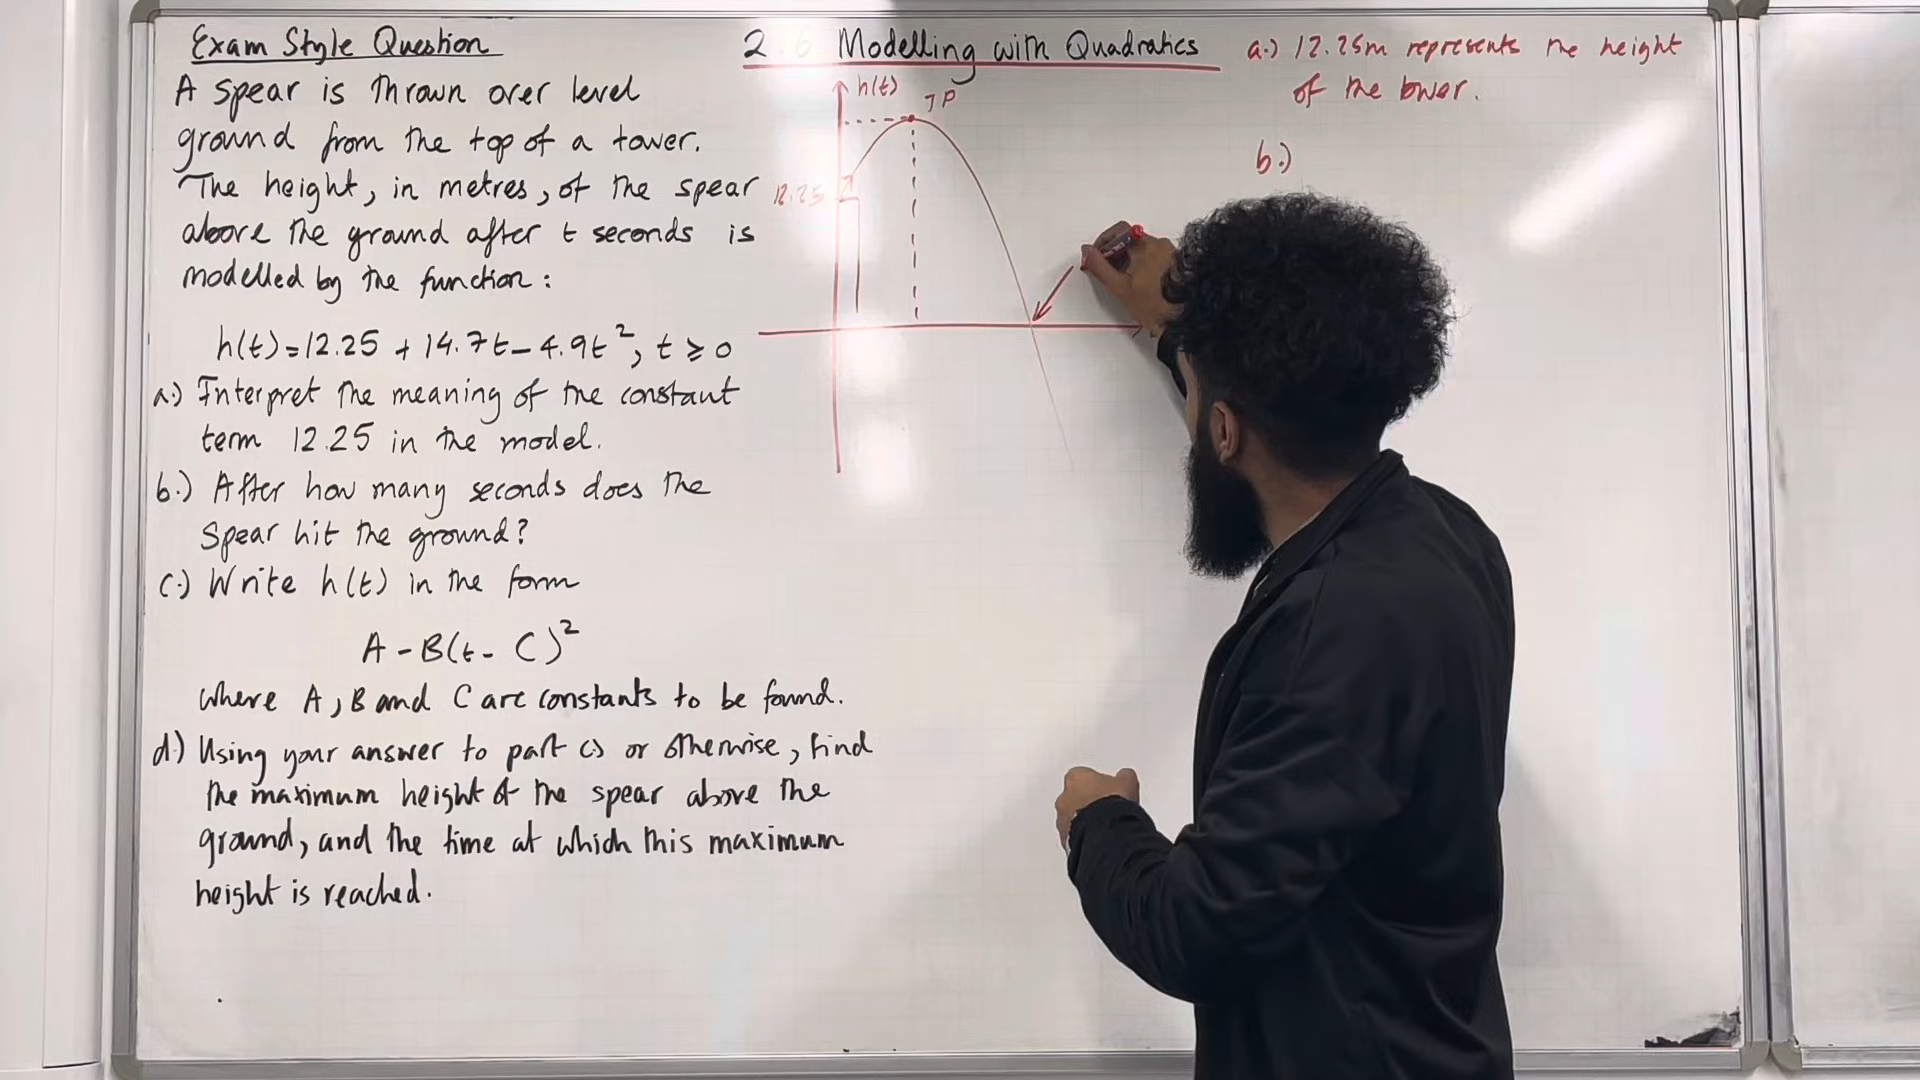 Exam Style Question
A spear is thrown over level
ground from the top of a tower.
The height, in metres, of the spear
above the ground after t seconds is
modelled by the function:
h(t)=12.25 + 14.7t - 4.9t², t ⩾ 0
a.) Interpret the meaning of the constant
term 12.25 in the model.
b.) After how many seconds does the
spear hit the ground?
c.) Write h(t) in the form
A - B(t - C)²
where A, B and C are constants to be found.
d.) Using your answer to part c) or otherwise, find
the maximum height of the spear above the
ground, and the time at which this maximum
height is reached.
2.6 Modelling with Quadratics
h(t)
TP
12.25
a.) 12.25m represents the height
of the tower.
b.)